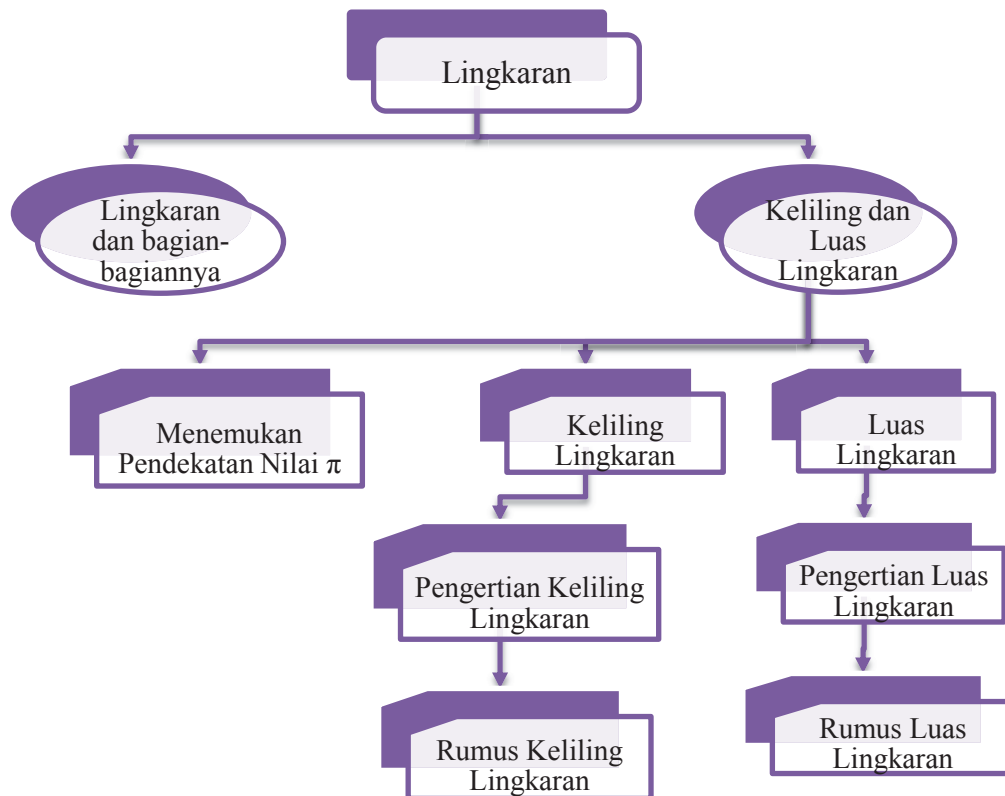 Lingkaran
Lingkaran
dan bagian-
bagiannya
Keliling dan
Luas
Lingkaran
Menemukan
Pendekatan Nilai π
Keliling
Lingkaran
Luas
Lingkaran
Pengertian Keliling
Lingkaran
Pengertian Luas
Lingkaran
Rumus Keliling
Lingkaran
Rumus Luas
Lingkaran